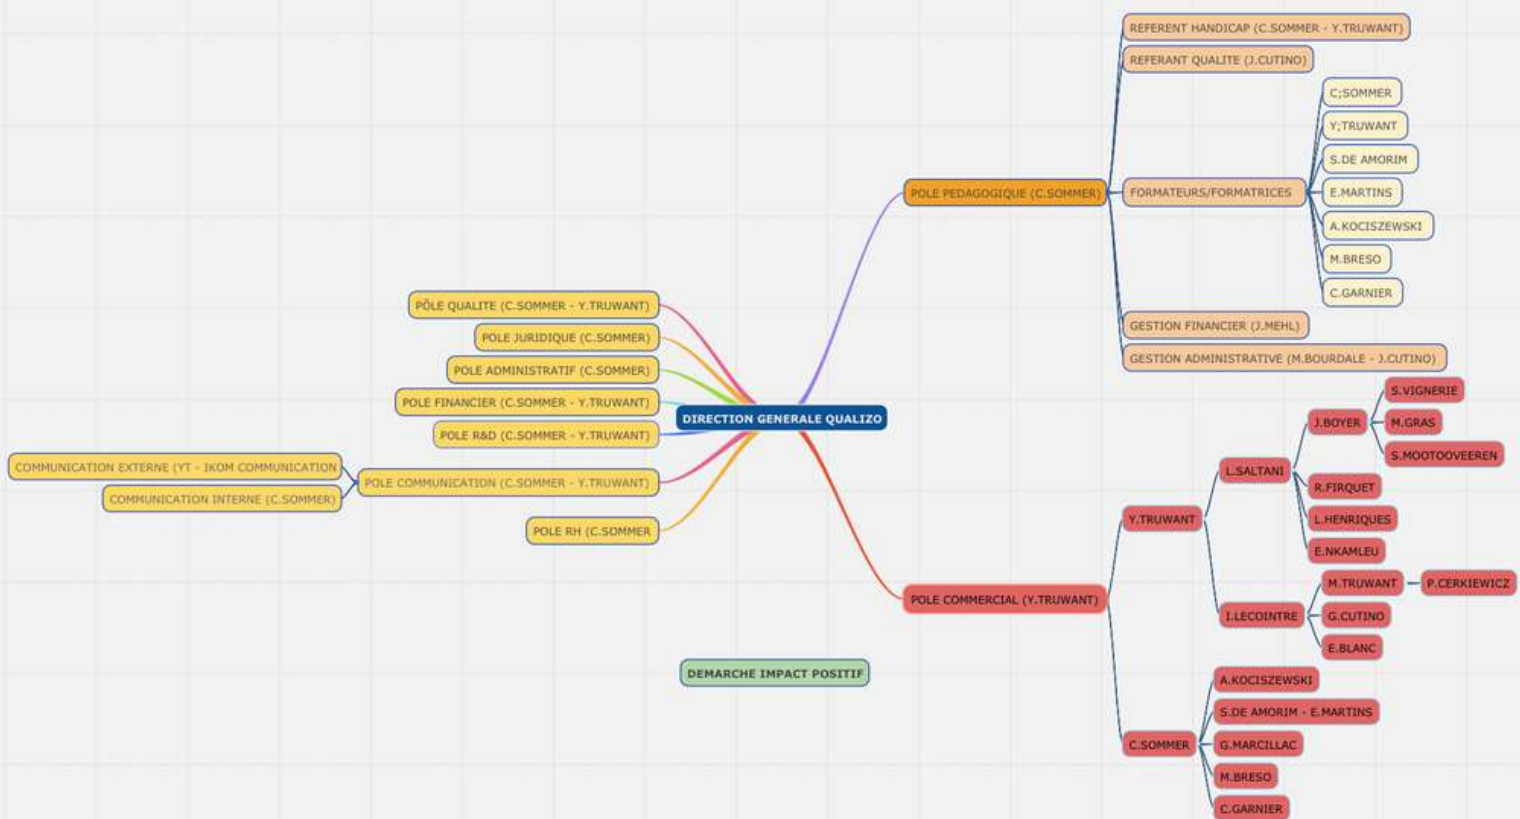 REFERENT HANDICAP (C.SOMMER - Y.TRUWANT)
REFERANT QUALITE (J.CUTINO)
C;SOMMER
Y;TRUWANT
S.DE AMORIM
POLE PEDAGOGIQUE (C.SOMMER)
FORMATEURS/FORMATRICES
E.MARTINS
A.KOCISZEWSKI
M.BRESO
C.GARNIER
GESTION FINANCIER (J.MEHL)
GESTION ADMINISTRATIVE (M.BOURDALE - J.CUTINO)
PÔLE QUALITE (C.SOMMER - Y.TRUWANT)
POLE JURIDIQUE (C.SOMMER)
POLE ADMINISTRATIF (C.SOMMER)
POLE FINANCIER (C.SOMMER - Y.TRUWANT)
POLE R&D (C.SOMMER - Y.TRUWANT)
COMMUNICATION EXTERNE (YT - IKOM COMMUNICATION
COMMUNICATION INTERNE (C.SOMMER)
POLE COMMUNICATION (C.SOMMER - Y.TRUWANT)
POLE RH (C.SOMMER
DIRECTION GENERALE QUALIZO
S.VIGNERIE
J.BOYER
M.GRAS
S.MOOTOOVEEREN
L.SALTANI
R.FIRQUET
L.HENRIQUES
E.NKAMLEU
Y.TRUWANT
M.TRUWANT
P.CERKIEWICZ
I.LECOINTRE
G.CUTINO
E.BLANC
POLE COMMERCIAL (Y.TRUWANT)
A.KOCISZEWSKI
S.DE AMORIM - E.MARTINS
C.SOMMER
G.MARCILLAC
M.BRESO
C.GARNIER
DEMARCHE IMPACT POSITIF